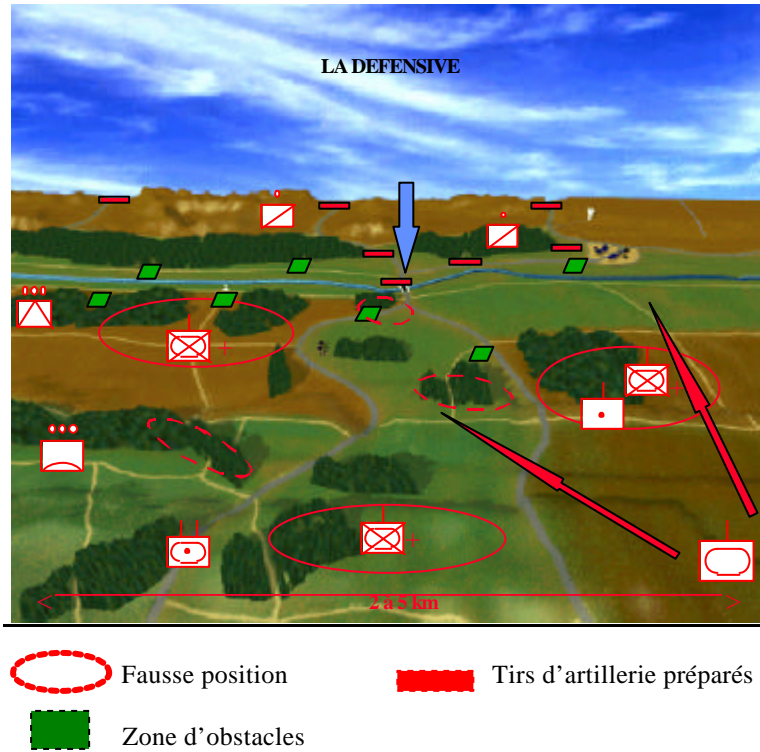 LA DEFENSIVE
2 à 5 km
Fausse position
Tirs d'artillerie préparés
Zone d'obstacles